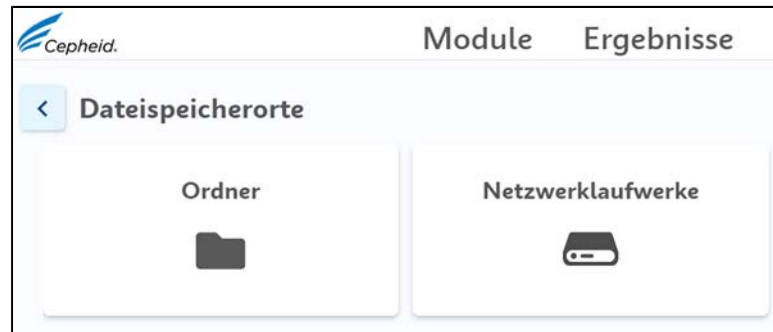 Cepheid.
Module Ergebnisse
Dateispeicherorte
Ordner Netzwerklaufwerke